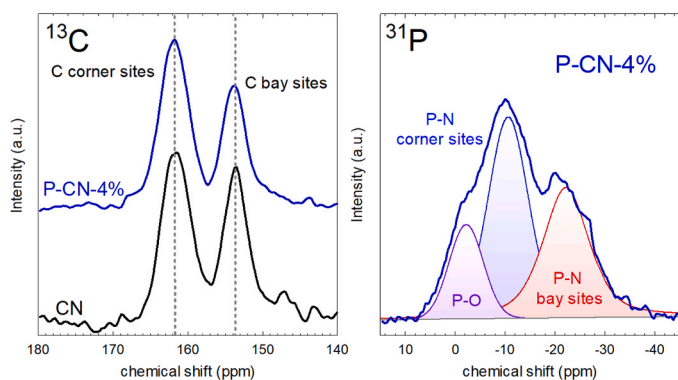 ¹³C
C corner sites
C bay sites
P-CN-4%
CN
Intensity (a.u.)
180 170 160 150 140
chemical shift (ppm)
³¹P
P-CN-4%
P-N
corner sites
P-O
P-N
bay sites
Intensity (a.u.)
10 0 -10 -20 -30 -40
chemical shift (ppm)